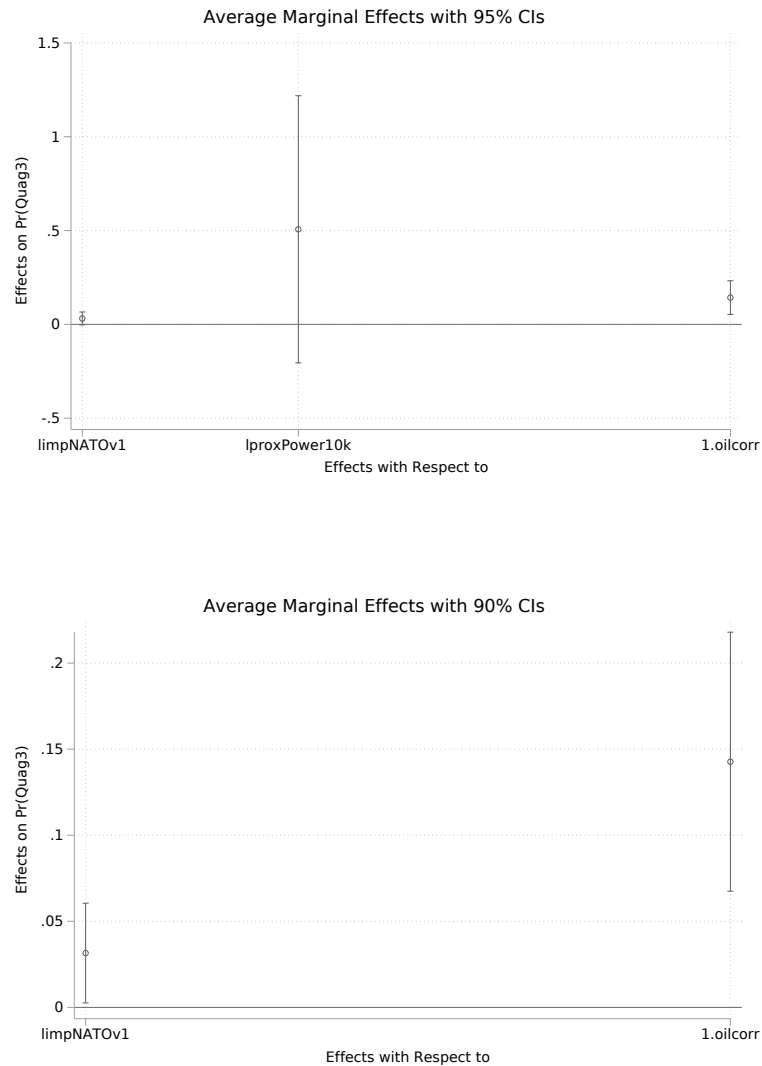 Average Marginal Effects with 95% CIs
Effects on Pr(Quag3)
1.5
1
.5
0
-.5
limpNATOv1 lproxPower10k 1.oilcorr
Effects with Respect to
Average Marginal Effects with 90% CIs
Effects on Pr(Quag3)
.2
.15
.1
.05
0
limpNATOv1 1.oilcorr
Effects with Respect to